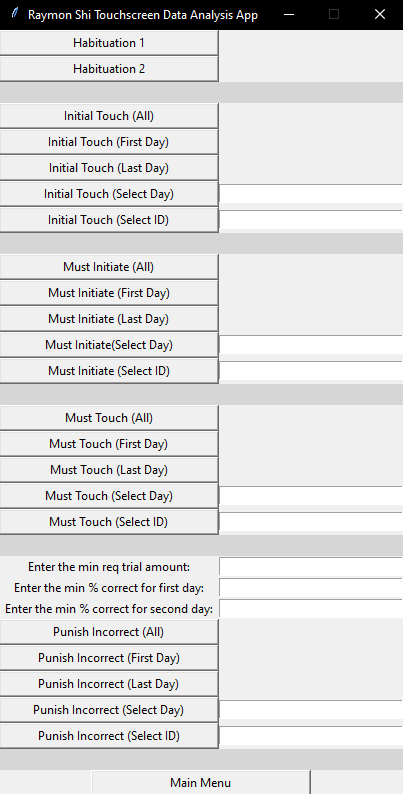 Raymon Shi Touchscreen Data Analysis App
Habituation 1
Habituation 2
Initial Touch (All)
Initial Touch (First Day)
Initial Touch (Last Day)
Initial Touch (Select Day)
Initial Touch (Select ID)
Must Initiate (All)
Must Initiate (First Day)
Must Initiate (Last Day)
Must Initiate(Select Day)
Must Initiate (Select ID)
Must Touch (All)
Must Touch (First Day)
Must Touch (Last Day)
Must Touch (Select Day)
Must Touch (Select ID)
Enter the min req trial amount:
Enter the min % correct for first day:
Enter the min % correct for second day:
Punish Incorrect (All)
Punish Incorrect (First Day)
Punish Incorrect (Last Day)
Punish Incorrect (Select Day)
Punish Incorrect (Select ID)
Main Menu